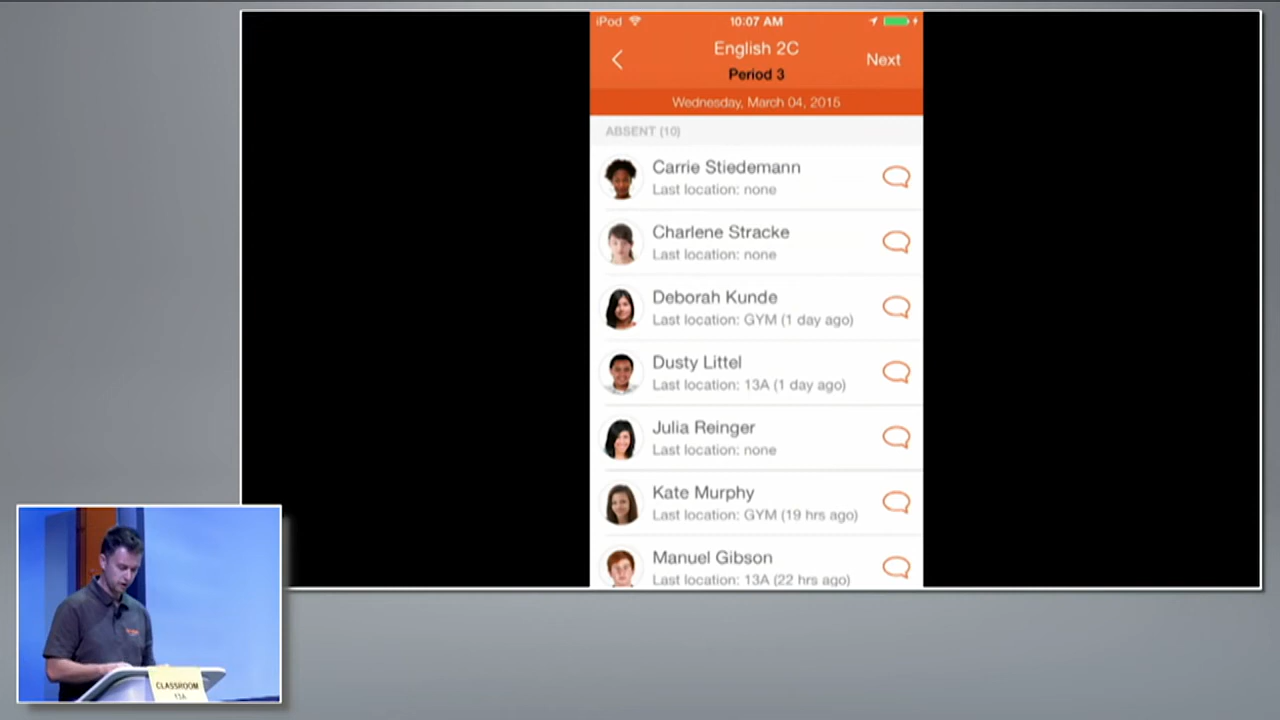 iPod 10:07 AM
English 2C
Next
Period 3
Wednesday, March 04, 2015
ABSENT (10)
Carrie Stiedemann
Last location: none
Charlene Stracke
Last location: none
Deborah Kunde
Last location: GYM (1 day ago)
Dusty Littel
Last location: 13A (1 day ago)
Julia Reinger
Last location: none
Kate Murphy
Last location: GYM (19 hrs ago)
Manuel Gibson
Last location: 13A (22 hrs ago)
CLASSROOM